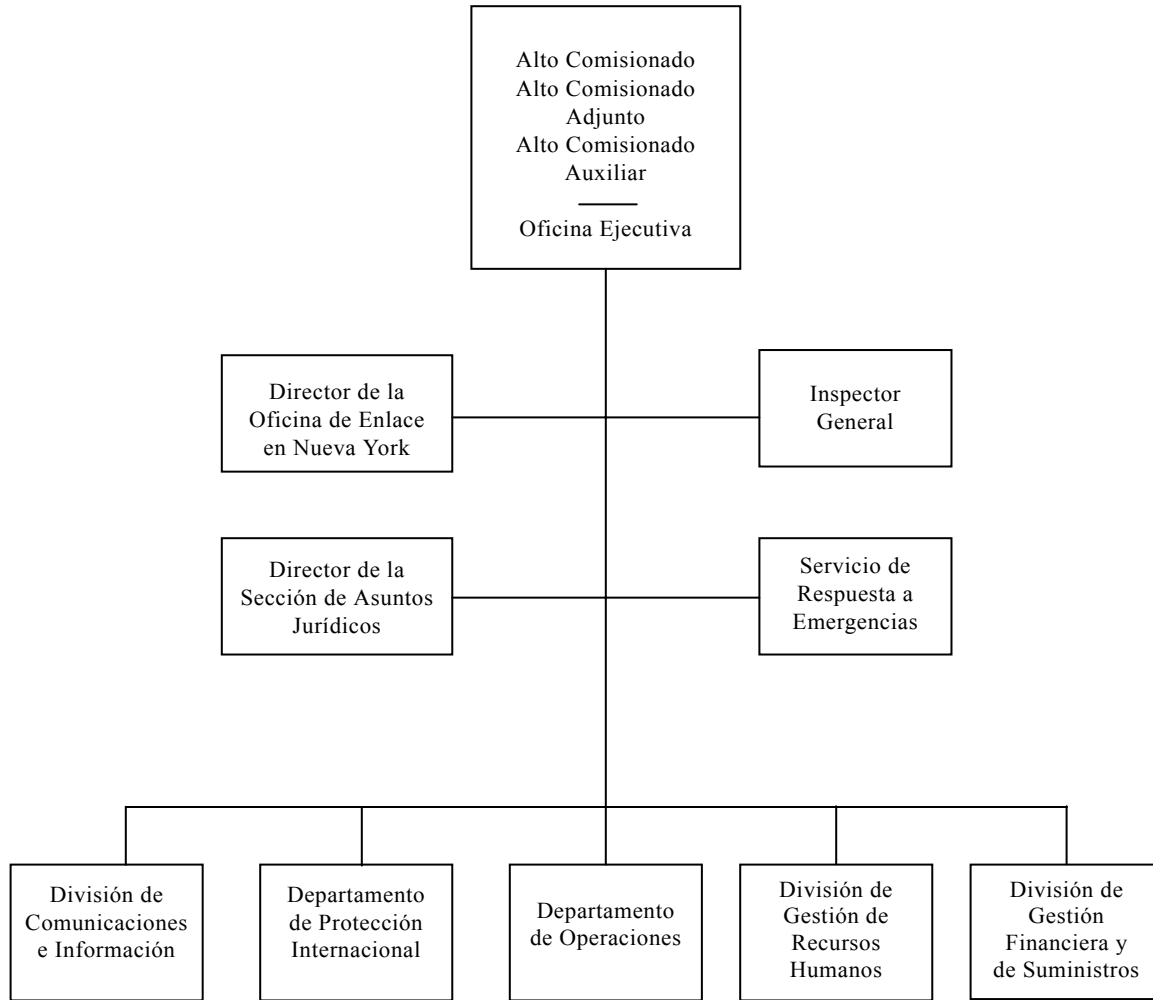 Alto Comisionado
Alto Comisionado
Adjunto
Alto Comisionado
Auxiliar
Oficina Ejecutiva
Director de la
Oficina de Enlace
en Nueva York
Inspector
General
Director de la
Sección de Asuntos
Jurídicos
Servicio de
Respuesta a
Emergencias
División de
Comunicaciones
e Información
Departamento
de Protección
Internacional
Departamento
de Operaciones
División de
Gestión de
Recursos
Humanos
División de
Gestión
Financiera y
de Suministros